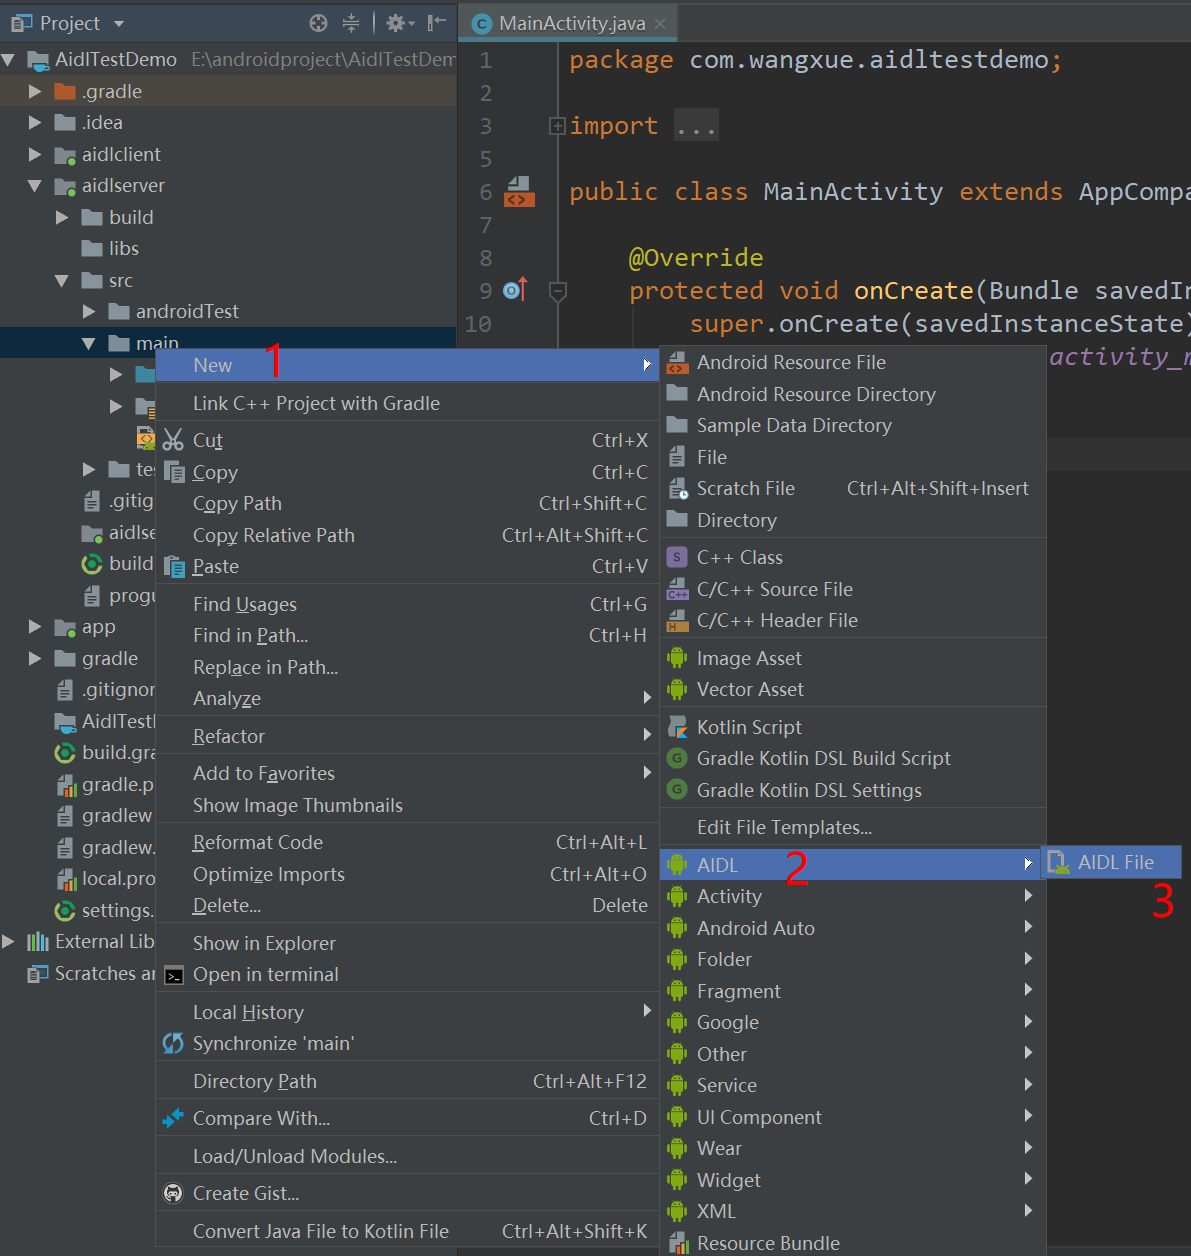 Project
MainActivity.java
AidlTestDemo E:\androidproject\AidlTestDem
.gradle
.idea
aidlclient
aidlserver
build
libs
src
androidTest
main
.gitig
build
app
gradle
.gitignor
build.gra
gradle.p
gradlew
gradlew.
local.pro
settings.
External Lib
Scratches
1 package com.wangxue.aidltestdemo;
2
3 import ...
5
6 public class MainActivity extends AppCompa
7
8 @Override
9 protected void onCreate(Bundle savedIn
10 super.onCreate(savedInstanceState)
activity_
New 1
Link C++ Project with Gradle
Cut Ctrl+X
Copy Ctrl+C
Copy Path Ctrl+Shift+C
Copy Relative Path Ctrl+Alt+Shift+C
Paste Ctrl+V
Find Usages Ctrl+G
Find in Path... Ctrl+H
Replace in Path...
Analyze
Refactor
Add to Favorites
Show Image Thumbnails
Reformat Code Ctrl+Alt+L
Optimize Imports Ctrl+Alt+O
Delete... Delete
Show in Explorer
Open in terminal
Local History
Synchronize 'main'
Directory Path Ctrl+Alt+F12
Compare With... Ctrl+D
Load/Unload Modules...
Create Gist...
Convert Java File to Kotlin File Ctrl+Alt+Shift+K
Android Resource File
Android Resource Directory
Sample Data Directory
File
Scratch File Ctrl+Alt+Shift+Insert
Directory
C++ Class
C/C++ Source File
C/C++ Header File
Image Asset
Vector Asset
Kotlin Script
Gradle Kotlin DSL Build Script
Gradle Kotlin DSL Settings
Edit File Templates...
AIDL 2
Activity
Android Auto
Folder
Fragment
Google
Other
Service
UI Component
Wear
Widget
XML
Resource Bundle
AIDL File
3